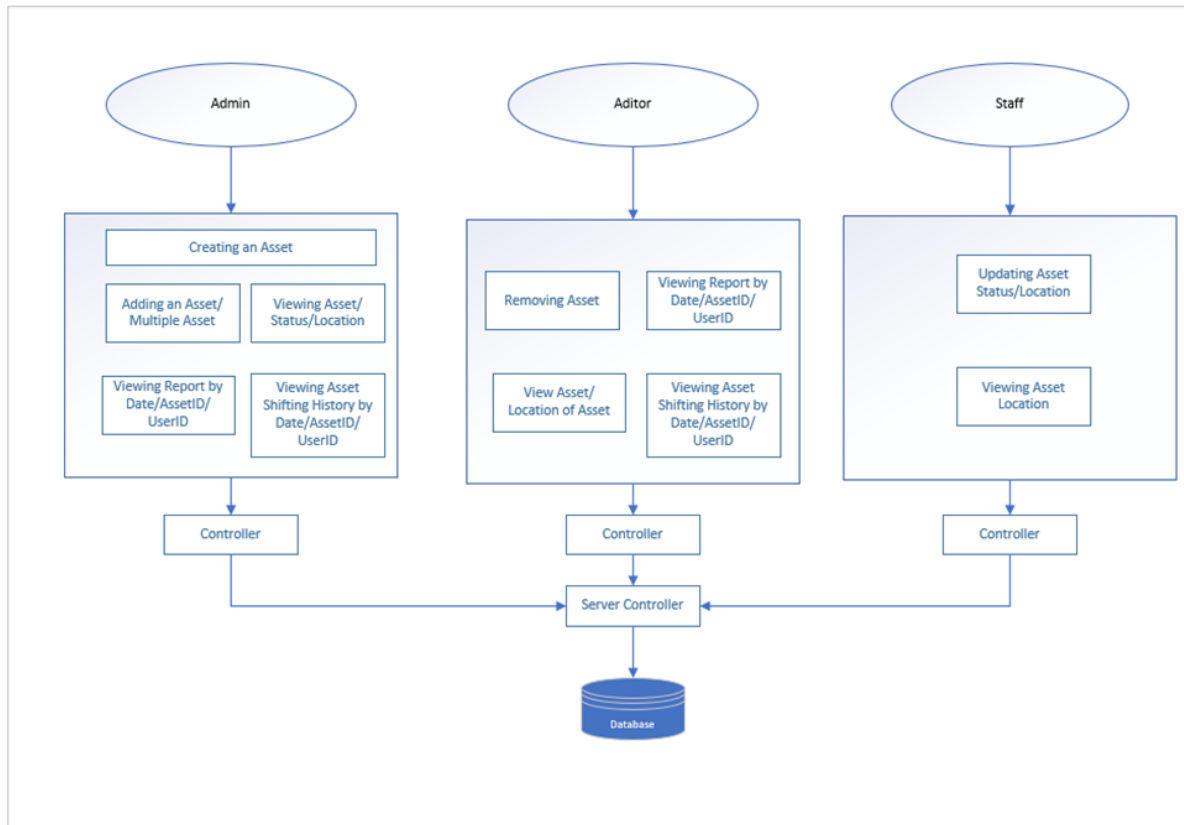 Admin
Aditor
Staff
Creating an Asset
Adding an Asset/
Multiple Asset
Viewing Asset/
Status/Location
Viewing Report by
Date/AssetID/
UserID
Viewing Asset
Shifting History by
Date/AssetID/
UserID
Removing Asset
Viewing Report by
Date/AssetID/
UserID
View Asset/
Location of Asset
Viewing Asset
Shifting History by
Date/AssetID/
UserID
Updating Asset
Status/Location
Viewing Asset
Location
Controller
Controller
Controller
Server Controller
Database